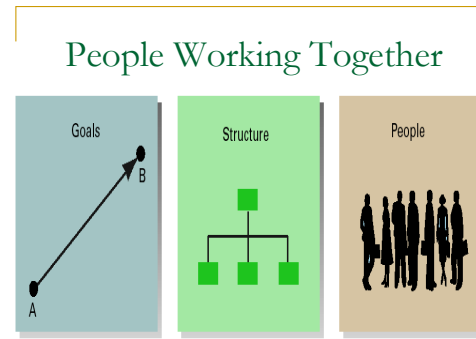 People Working Together
Goals
B
A
Structure
People